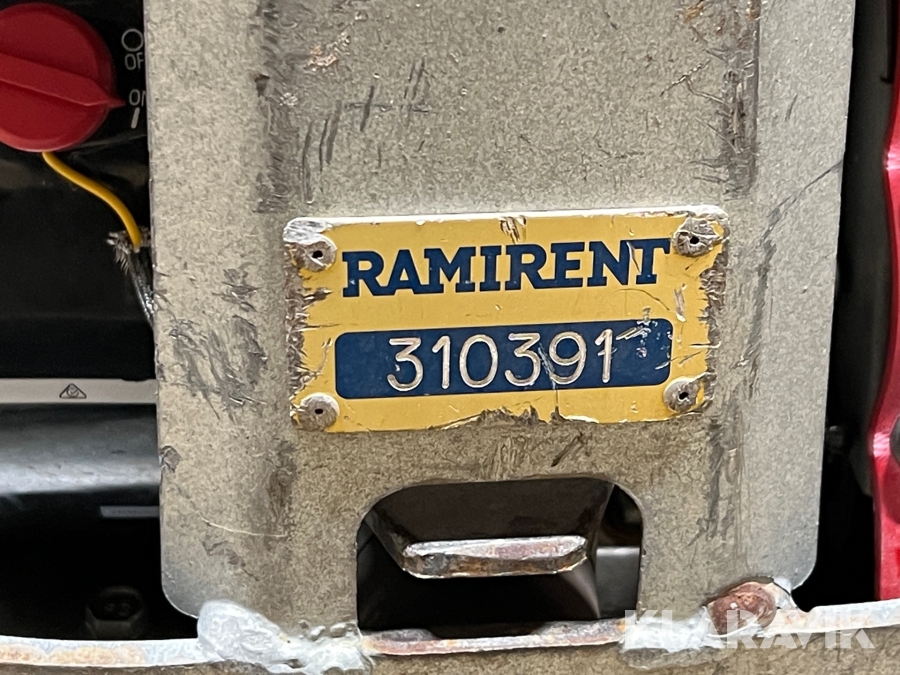 OFF
ON
RAMIRENT
310391
KLARAVIK